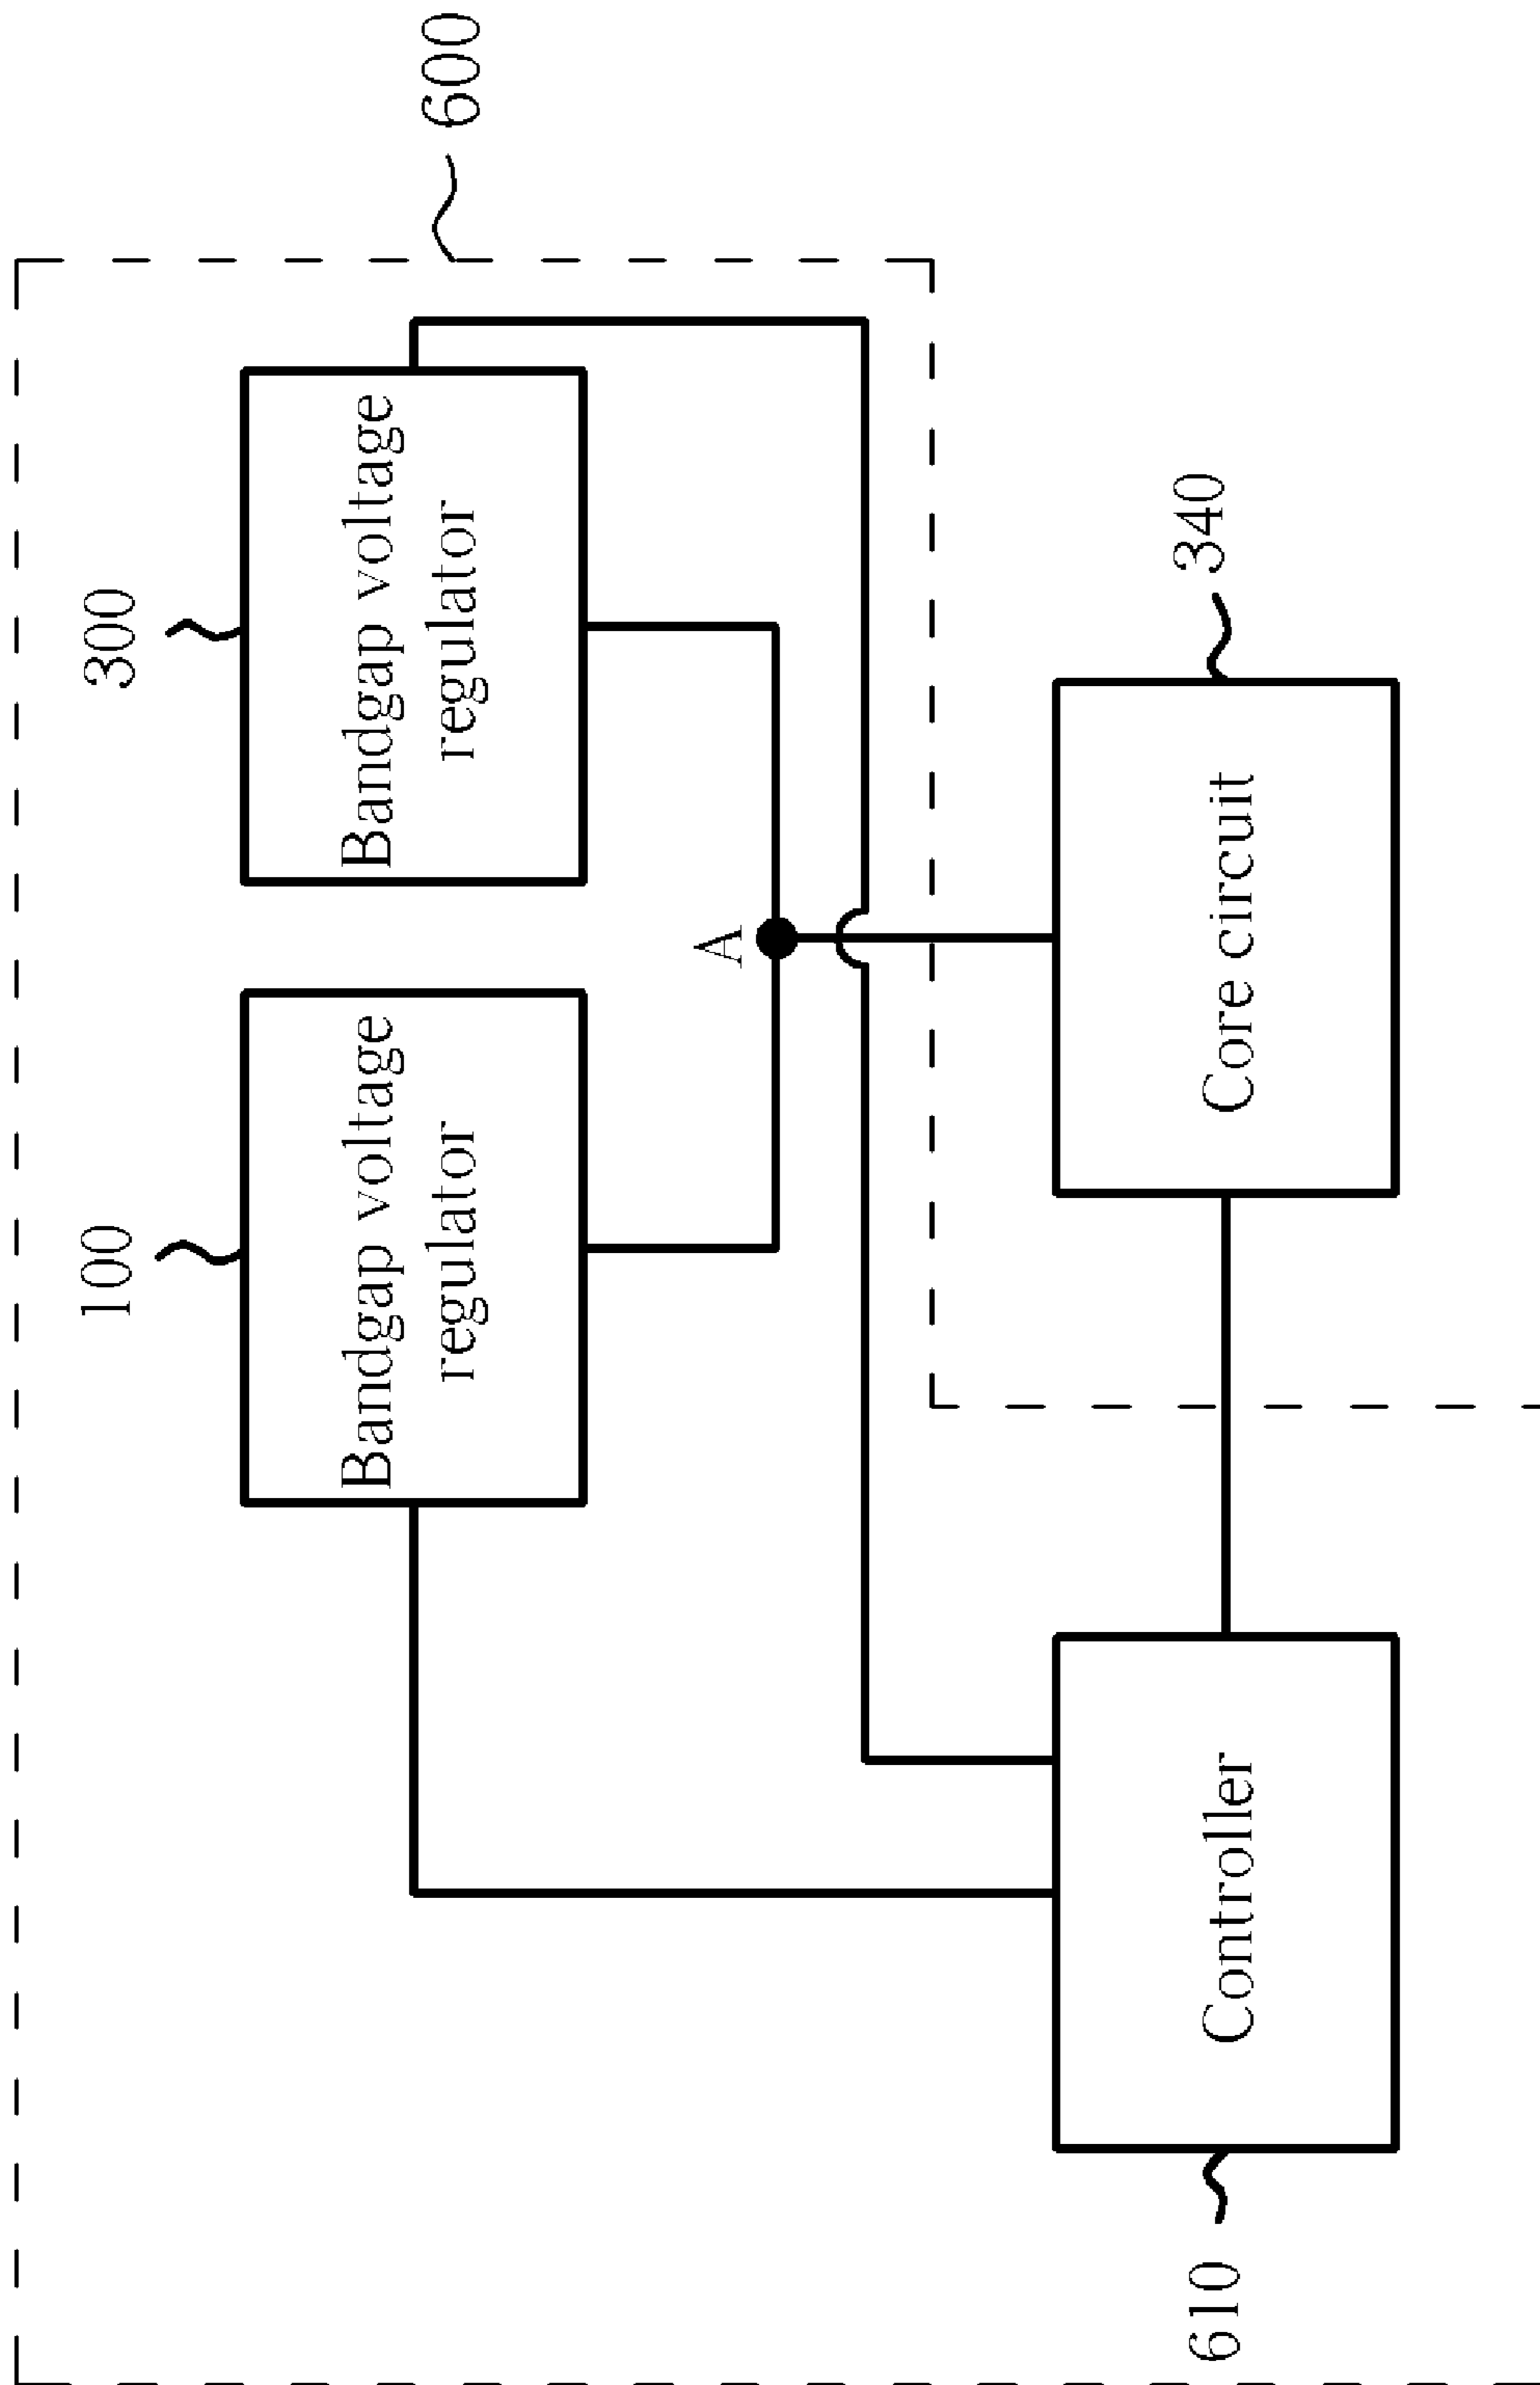 600
100
300
Bandgap voltage
regulator
Bandgap voltage
regulator
A
610
Controller
Core circuit
340